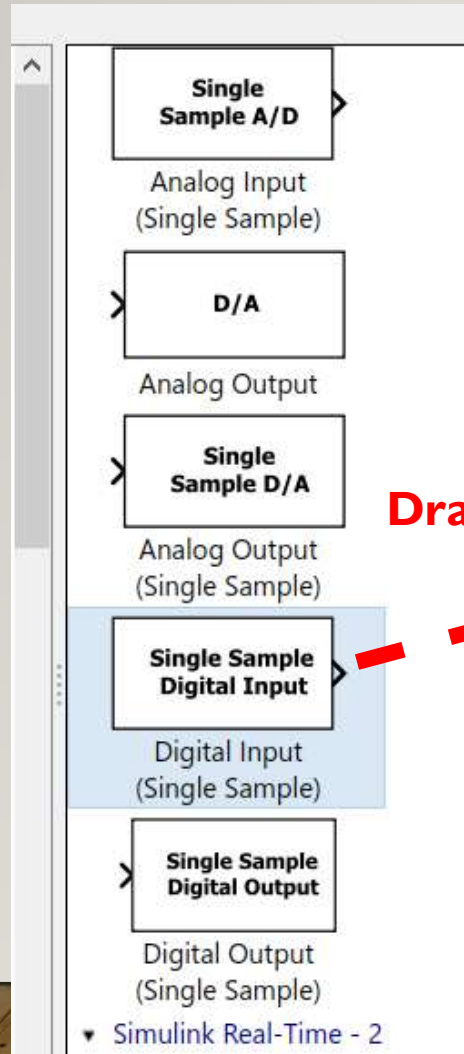 Single
Sample A/D
Analog Input
(Single Sample)
D/A
Analog Output
Single
Sample D/A
Analog Output
(Single Sample)
Dra
Single Sample
Digital Input
Digital Input
(Single Sample)
Single Sample
Digital Output
Digital Output
(Single Sample)
Simulink Real-Time - 2